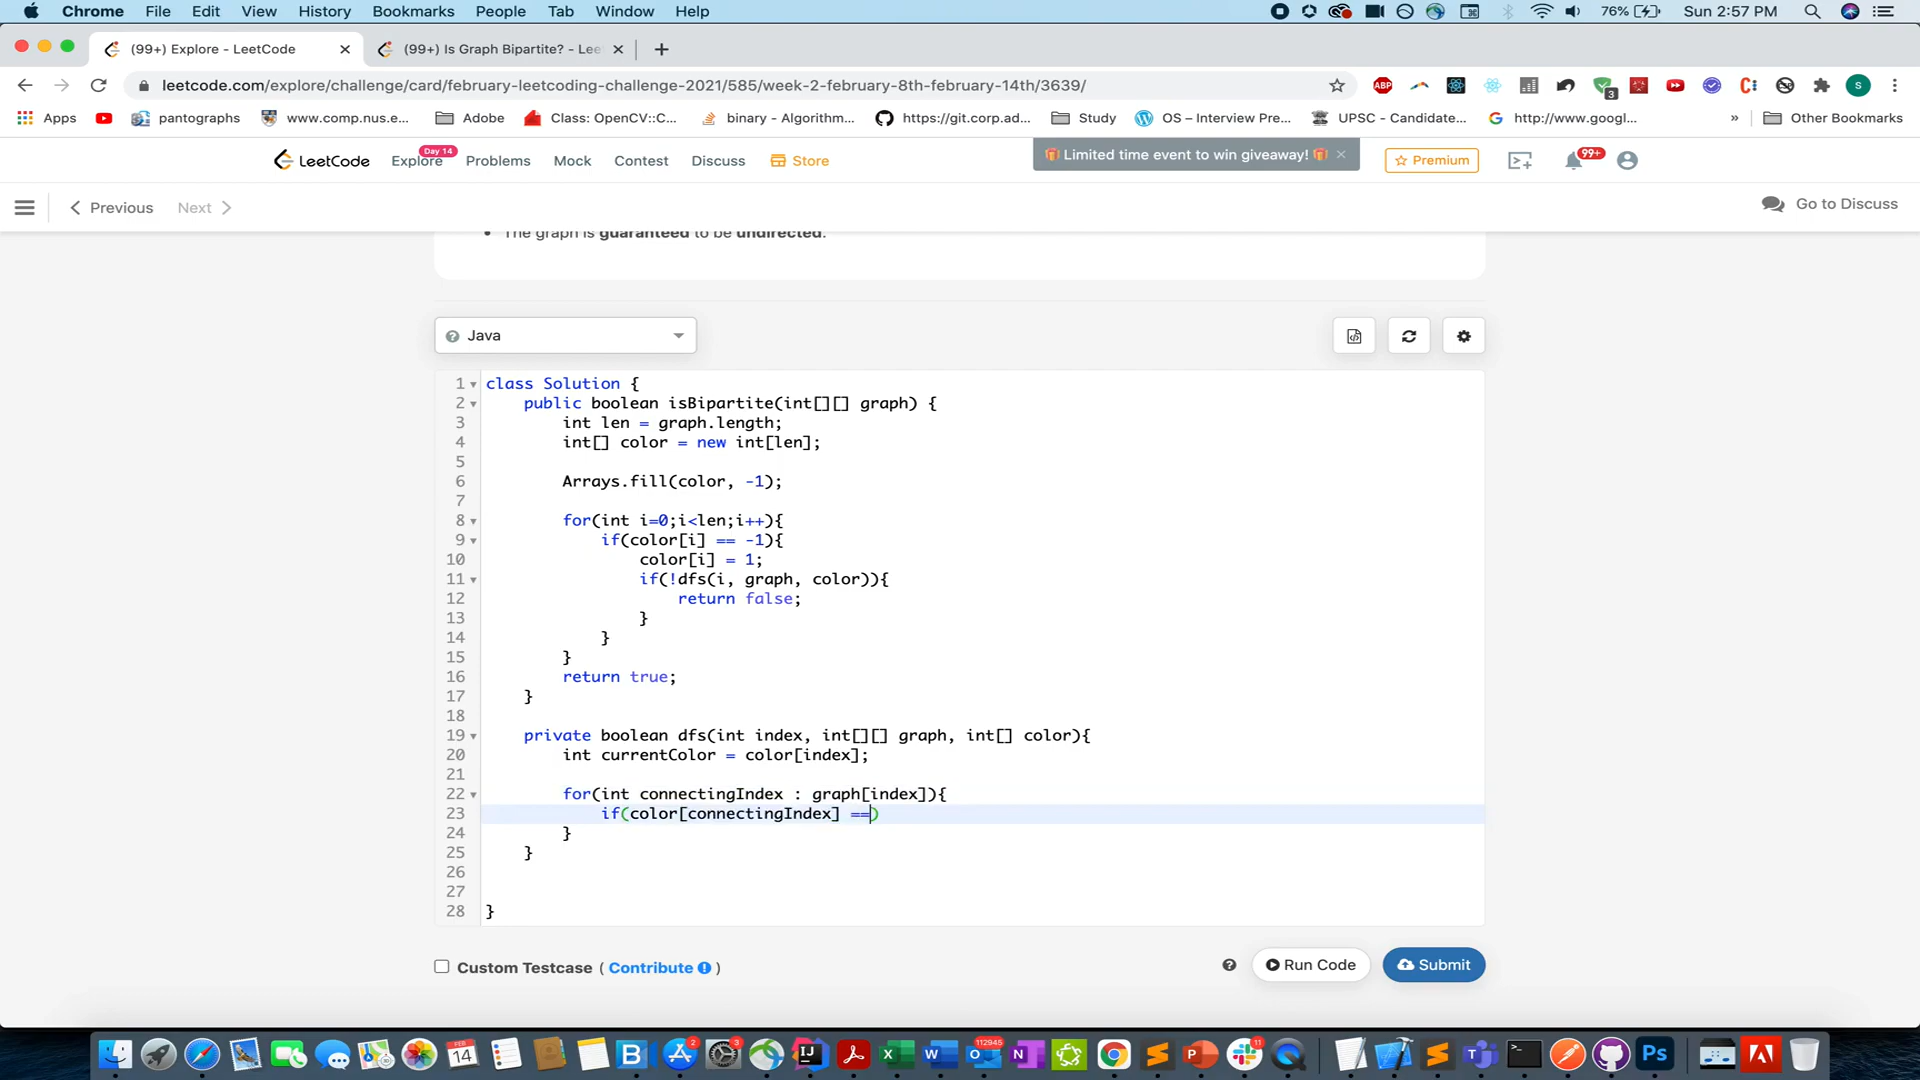 Chrome File Edit View History Bookmarks People Tab Window Help 76% Sun 2:57 PM
(99+) Explore - LeetCode (99+) Is Graph Bipartite? - Lee
leetcode.com/explore/challenge/card/february-leetcoding-challenge-2021/585/week-2-february-8th-february-14th/3639/
Apps pantographs www.comp.nus.e... Adobe Class: OpenCV::C... binary - Algorithm... https://git.corp.ad... Study OS – Interview Pre... UPSC - Candidate... http://www.googl... » Other Bookmarks
LeetCode Explore Day 14 Problems Mock Contest Discuss Store Limited time event to win giveaway! Premium 99+
Previous Next Go to Discuss
The graph is guaranteed to be undirected.
Java
1 class Solution {
2 public boolean isBipartite(int[][] graph) {
3 int len = graph.length;
4 int[] color = new int[len];
5
6 Arrays.fill(color, -1);
7
8 for(int i=0;i<len;i++){
9 if(color[i] == -1){
10 color[i] = 1;
11 if(!dfs(i, graph, color)){
12 return false;
13 }
14 }
15 }
16 return true;
17 }
18
19 private boolean dfs(int index, int[][] graph, int[] color){
20 int currentColor = color[index];
21
22 for(int connectingIndex : graph[index]){
23 if(color[connectingIndex] ==)
24 }
25 }
26
27
28 }
Custom Testcase ( Contribute ) Run Code Submit